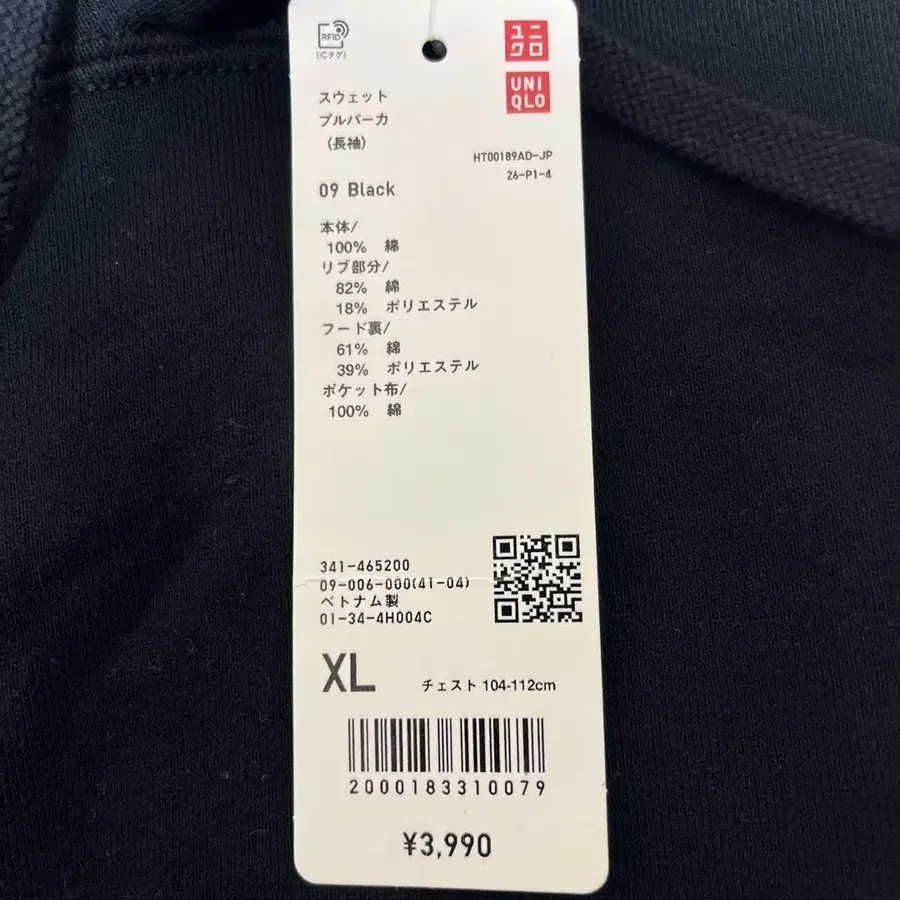 RFID
(ICタグ)
ユニ
クロ
UNI
QLO
スウェット
プルパーカ
(長袖)
HT00189AD-JP
26-P1-4
09 Black
本体/
100% 綿
リブ部分/
82% 綿
18% ポリエステル
フード裏/
61% 綿
39% ポリエステル
ポケット布/
100% 綿
341-465200
09-006-000(41-04)
ベトナム製
01-34-4H004C
XL チェスト 104-112cm
2000183310079
¥3,990